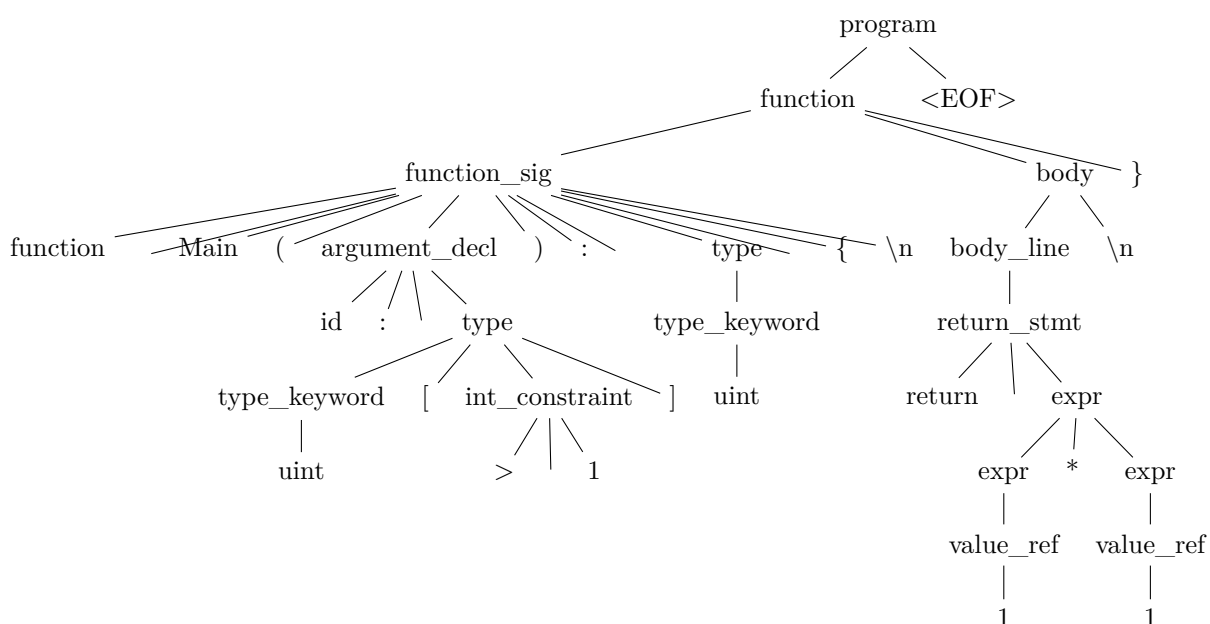 program
function <EOF>
function_sig body }
function Main ( argument_decl ) : type { \n body_line \n
id : type type_keyword return_stmt
type_keyword [ int_constraint ] uint return expr
uint > 1 expr * expr
value_ref value_ref
1 1